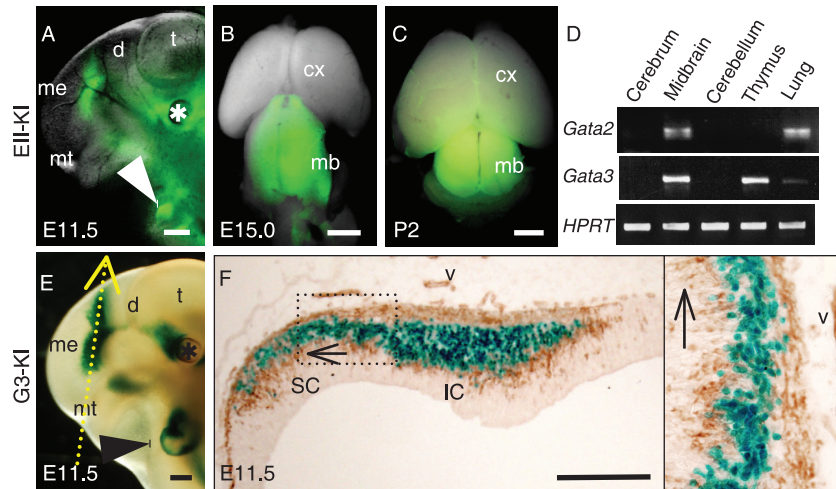 EII-KI
A
d
t
me
mt
*
E11.5
B
cx
mb
E15.0
C
cx
mb
P2
D
Cerebrum
Midbrain
Cerebellum
Thymus
Lung
Gata2
Gata3
HPRT
G3-KI
E
d
t
me
*
mt
E11.5
F
v
SC
IC
E11.5
v